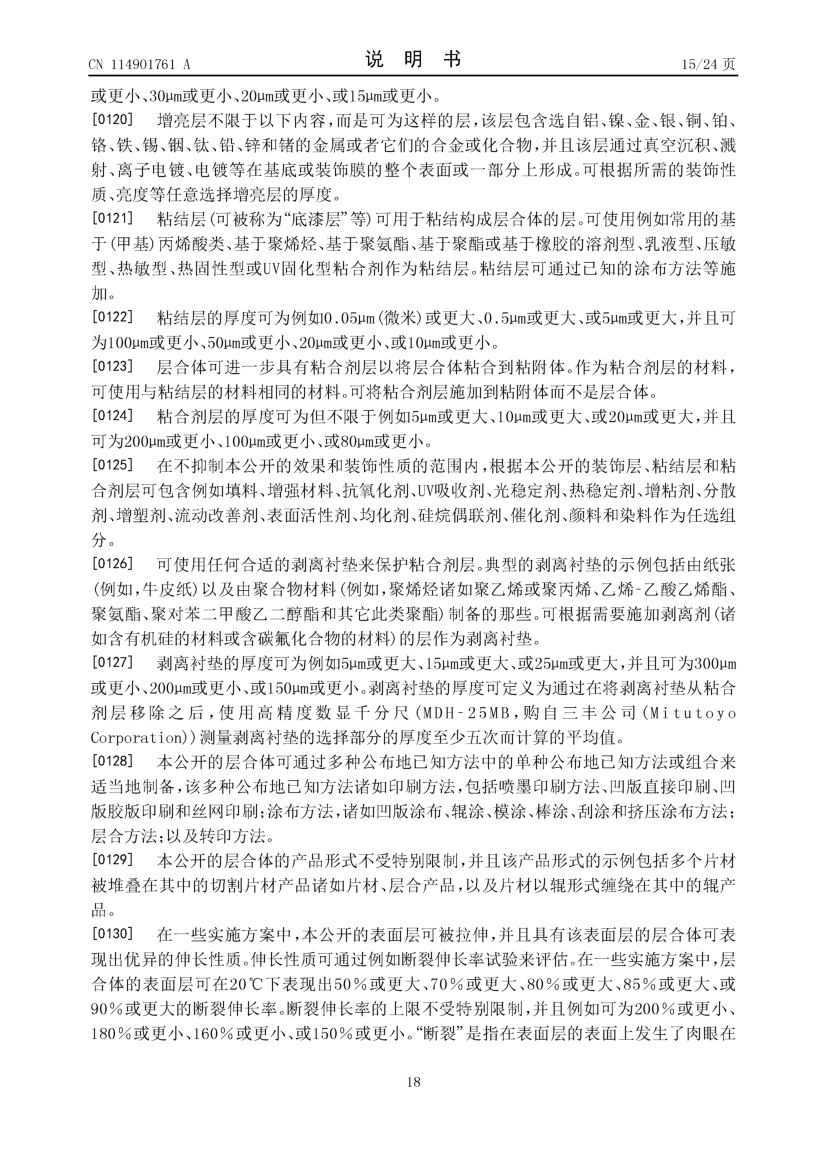 CN 114901761 A
说 明 书
15/24 页
或更小、30μm或更小、20μm或更小、或15μm或更小。
[0120] 增亮层不限于以下内容,而是可为这样的层,该层包含选自铝、镍、金、银、铜、铂、
铬、铁、锡、铟、钛、铅、锌和锗的金属或者它们的合金或化合物,并且该层通过真空沉积、溅
射、离子电镀、电镀等在基底或装饰膜的整个表面或一部分上形成。可根据所需的装饰性
质、亮度等任意选择增亮层的厚度。
[0121] 粘结层(可被称为“底漆层”等)可用于粘结构成层合体的层。可使用例如常用的基
于(甲基)丙烯酸类、基于聚烯烃、基于聚氨酯、基于聚酯或基于橡胶的溶剂型、乳液型、压敏
型、热敏型、热固性型或UV固化型粘合剂作为粘结层。粘结层可通过已知的涂布方法等施
加。
[0122] 粘结层的厚度可为例如0.05μm(微米)或更大、0.5μm或更大、或5μm或更大,并且可
为100μm或更小、50μm或更小、20μm或更小、或10μm或更小。
[0123] 层合体可进一步具有粘合剂层以将层合体粘合到粘附体。作为粘合剂层的材料,
可使用与粘结层的材料相同的材料。可将粘合剂层施加到粘附体而不是层合体。
[0124] 粘合剂层的厚度可为但不限于例如5μm或更大、10μm或更大、或20μm或更大,并且
可为200μm或更小、100μm或更小、或80μm或更小。
[0125] 在不抑制本公开的效果和装饰性质的范围内,根据本公开的装饰层、粘结层和粘
合剂层可包含例如填料、增强材料、抗氧化剂、UV吸收剂、光稳定剂、热稳定剂、增粘剂、分散
剂、增塑剂、流动改善剂、表面活性剂、均化剂、硅烷偶联剂、催化剂、颜料和染料作为任选组
分。
[0126] 可使用任何合适的剥离衬垫来保护粘合剂层。典型的剥离衬垫的示例包括由纸张
(例如,牛皮纸)以及由聚合物材料(例如,聚烯烃诸如聚乙烯或聚丙烯、乙烯-乙酸乙烯酯、
聚氨酯、聚对苯二甲酸乙二醇酯和其它此类聚酯)制备的那些。可根据需要施加剥离剂(诸
如含有机硅的材料或含碳氟化合物的材料)的层作为剥离衬垫。
[0127] 剥离衬垫的厚度可为例如5μm或更大、15μm或更大、或25μm或更大,并且可为300μm
或更小、200μm或更小、或150μm或更小。剥离衬垫的厚度可定义为通过在将剥离衬垫从粘合
剂层移除之后,使用高精度数显千分尺(MDH-25MB,购自三丰公司(Mitutoyo
Corporation))测量剥离衬垫的选择部分的厚度至少五次而计算的平均值。
[0128] 本公开的层合体可通过多种公布地已知方法中的单种公布地已知方法或组合来
适当地制备,该多种公布地已知方法诸如印刷方法,包括喷墨印刷方法、凹版直接印刷、凹
版胶版印刷和丝网印刷;涂布方法,诸如凹版涂布、辊涂、模涂、棒涂、刮涂和挤压涂布方法;
层合方法;以及转印方法。
[0129] 本公开的层合体的产品形式不受特别限制,并且该产品形式的示例包括多个片材
被堆叠在其中的切割片材产品诸如片材、层合产品,以及片材以辊形式缠绕在其中的辊产
品。
[0130] 在一些实施方案中,本公开的表面层可被拉伸,并且具有该表面层的层合体可表
现出优异的伸长性质。伸长性质可通过例如断裂伸长率试验来评估。在一些实施方案中,层
合体的表面层可在20℃下表现出50%或更大、70%或更大、80%或更大、85%或更大、或
90%或更大的断裂伸长率。断裂伸长率的上限不受特别限制,并且例如可为200%或更小、
180%或更小、160%或更小、或150%或更小。“断裂”是指在表面层的表面上发生了肉眼在
18